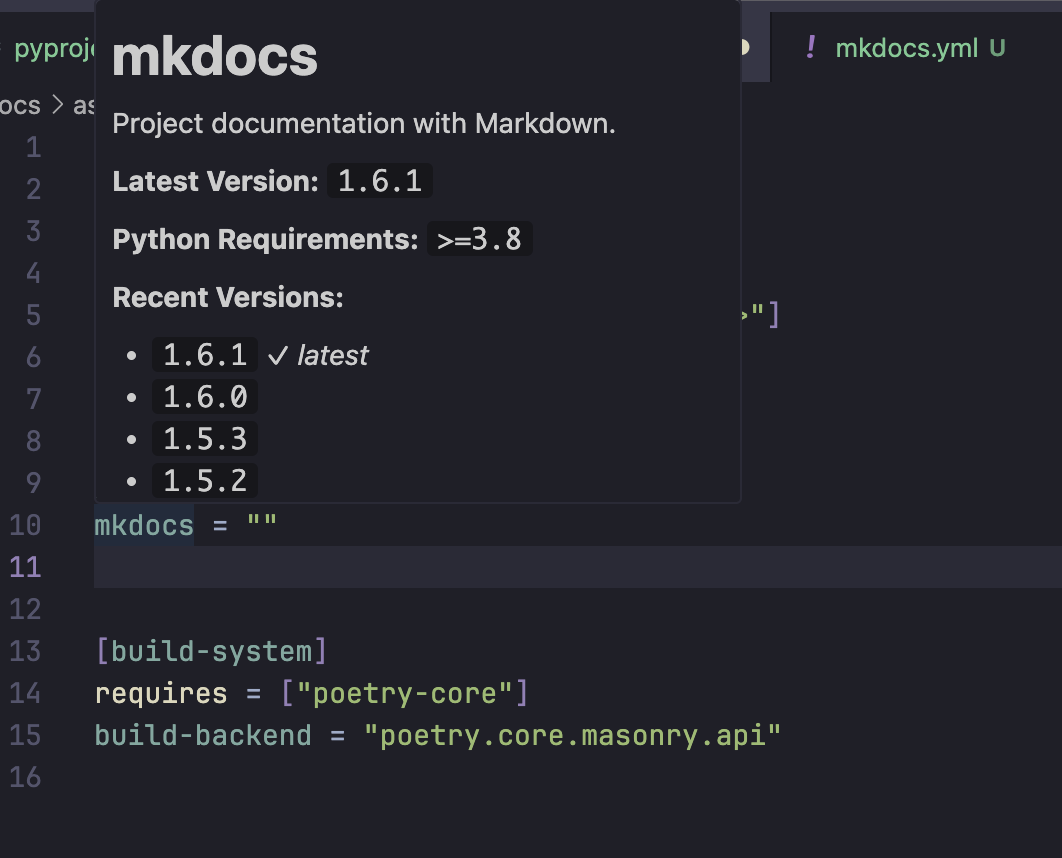 mkdocs
Project documentation with Markdown.
Latest Version: 1.6.1
Python Requirements: >=3.8
Recent Versions:
• 1.6.1 ✓ latest
• 1.6.0
• 1.5.3
• 1.5.2
pyproje
! mkdocs.yml U
ocs > as
1
2
3
4
5 >"]
6
7
8
9
10 mkdocs = ""
11
12
13 [build-system]
14 requires = ["poetry-core"]
15 build-backend = "poetry.core.masonry.api"
16